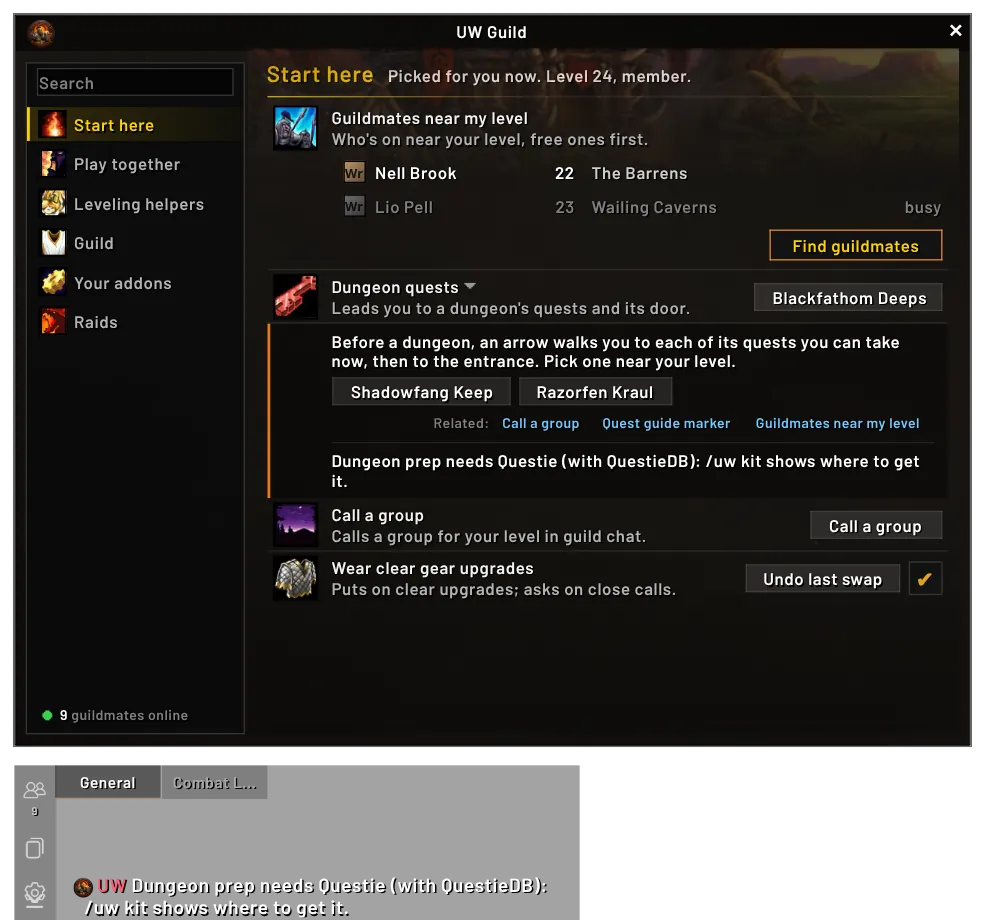 UW Guild
Search
Start here
Play together
Leveling helpers
Guild
Your addons
Raids
9 guildmates online
Start here Picked for you now. Level 24, member.
Guildmates near my level
Who's on near your level, free ones first.
Wr Nell Brook 22 The Barrens
Wr Lio Pell 23 Wailing Caverns busy
Find guildmates
Dungeon quests
Leads you to a dungeon's quests and its door.
Blackfathom Deeps
Before a dungeon, an arrow walks you to each of its quests you can take
now, then to the entrance. Pick one near your level.
Shadowfang Keep Razorfen Kraul
Related: Call a group Quest guide marker Guildmates near my level
Dungeon prep needs Questie (with QuestieDB): /uw kit shows where to get
it.
Call a group
Calls a group for your level in guild chat.
Call a group
Wear clear gear upgrades
Puts on clear upgrades; asks on close calls.
Undo last swap
General Combat L...
9
UW Dungeon prep needs Questie (with QuestieDB):
/uw kit shows where to get it.